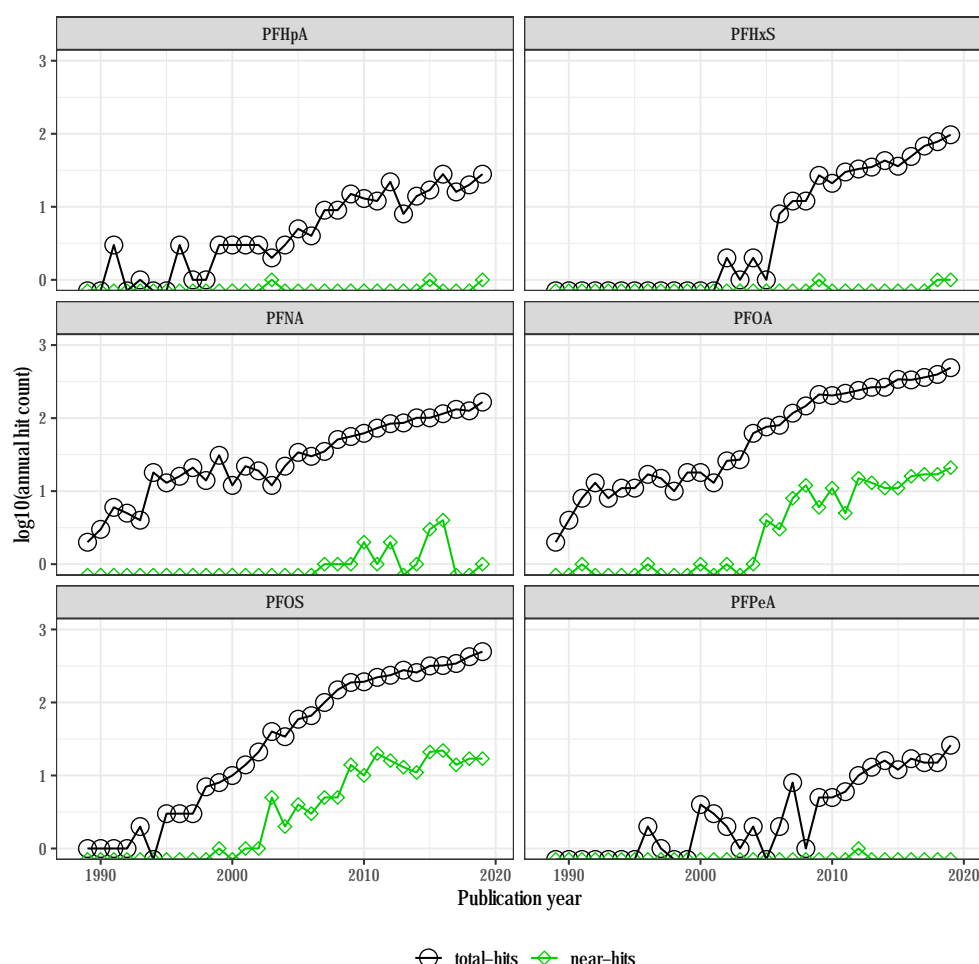 PFHpA PFHxS
3
2
1
0
PFNA PFOA
3
2
1
0
log10(annual hit count)
PFOS PFPeA
3
2
1
0
1990 2000 2010 2020 1990 2000 2010 2020
Publication year
total–hits near–hits